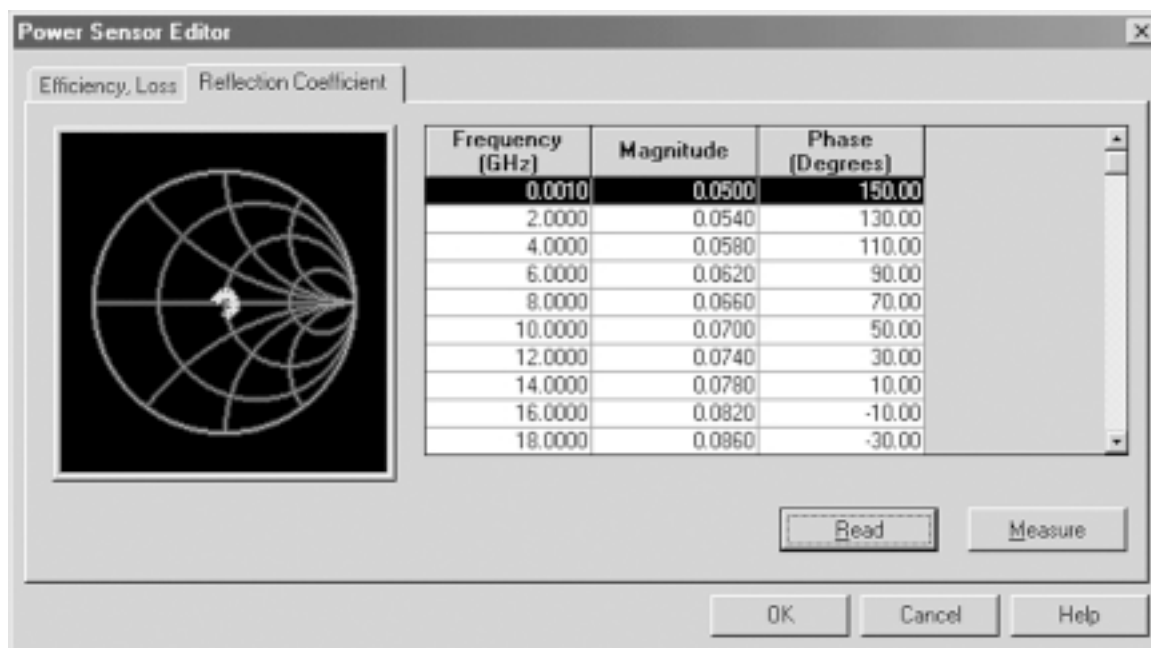 Power Sensor Editor
Efficiency, Loss Reflection Coefficient
Frequency (GHz) Magnitude Phase (Degrees)
0.0010 0.0500 150.00
2.0000 0.0540 130.00
4.0000 0.0580 110.00
6.0000 0.0620 90.00
8.0000 0.0660 70.00
10.0000 0.0700 50.00
12.0000 0.0740 30.00
14.0000 0.0780 10.00
16.0000 0.0820 -10.00
18.0000 0.0860 -30.00
Read Measure
OK Cancel Help